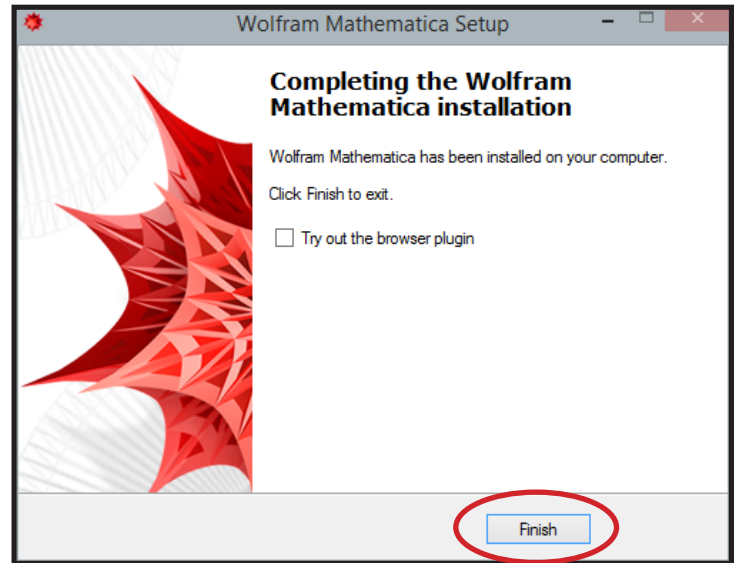 Wolfram Mathematica Setup
Completing the Wolfram
Mathematica installation
Wolfram Mathematica has been installed on your computer.
Click Finish to exit.
Try out the browser plugin
Finish